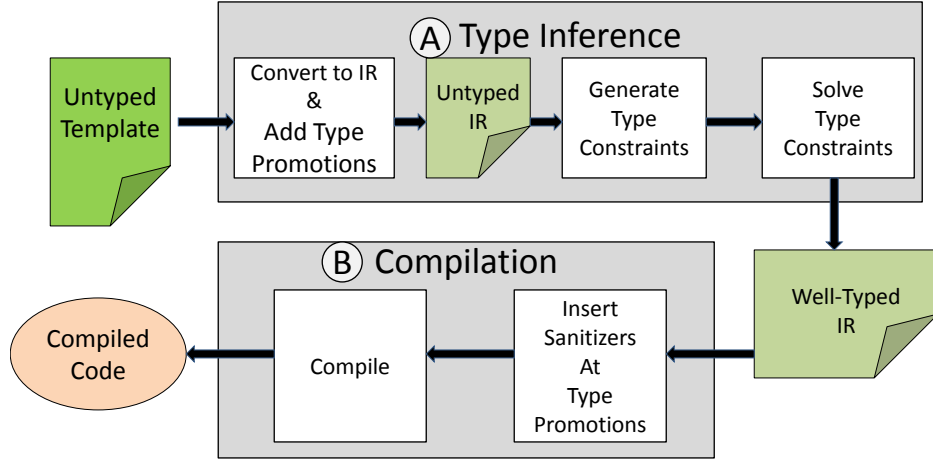 A Type Inference
Untyped
Template
Convert to IR
&
Add Type
Promotions
Untyped
IR
Generate
Type
Constraints
Solve
Type
Constraints
B Compilation
Compiled
Code
Compile
Insert
Sanitizers
At
Type
Promotions
Well-Typed
IR